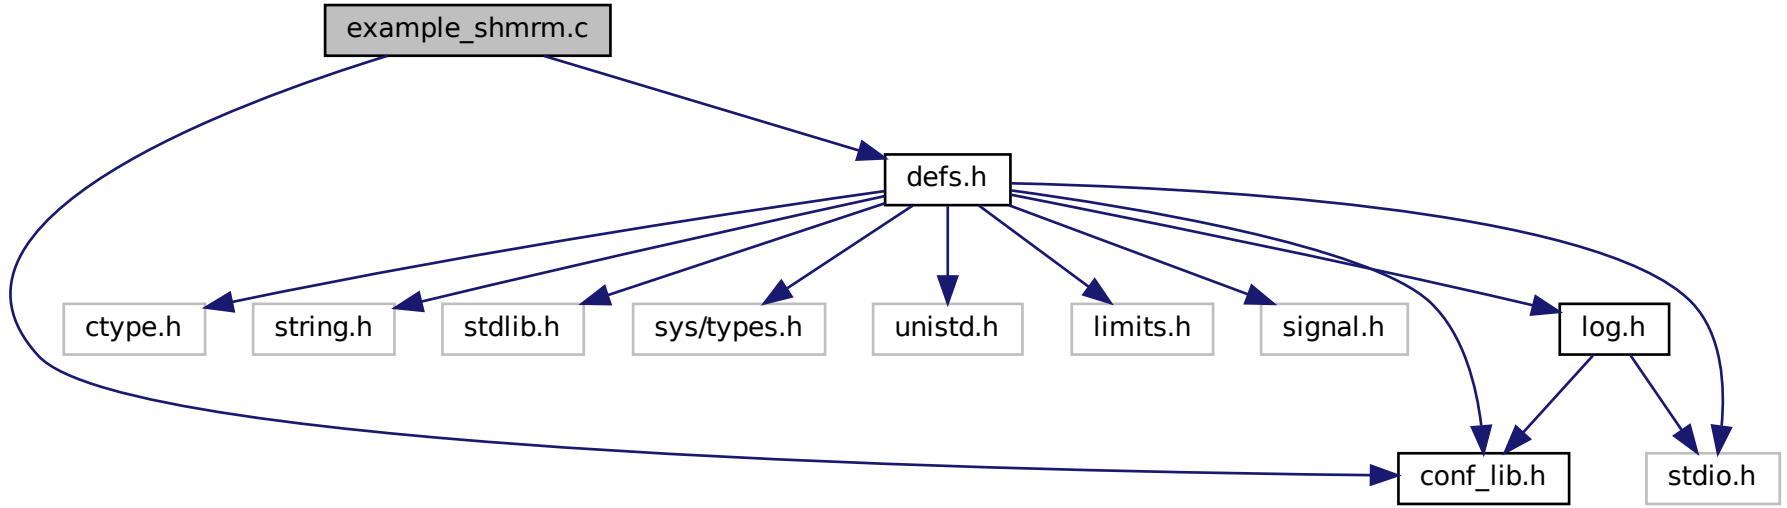 example_shmrm.c
defs.h
ctype.h
string.h
stdlib.h
sys/types.h
unistd.h
limits.h
signal.h
log.h
conf_lib.h
stdio.h